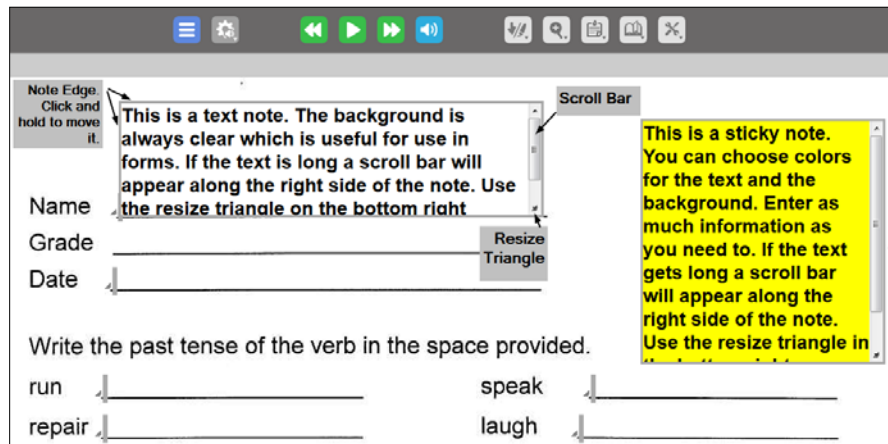 Note Edge.
Click and
hold to move
it.
This is a text note. The background is
always clear which is useful for use in
forms. If the text is long a scroll bar will
appear along the right side of the note. Use
the resize triangle on the bottom right
Scroll Bar
Resize
Triangle
This is a sticky note.
You can choose colors
for the text and the
background. Enter as
much information as
you need to. If the text
gets long a scroll bar
will appear along the
right side of the note.
Use the resize triangle in
Name
Grade
Date
Write the past tense of the verb in the space provided.
run
speak
repair
laugh